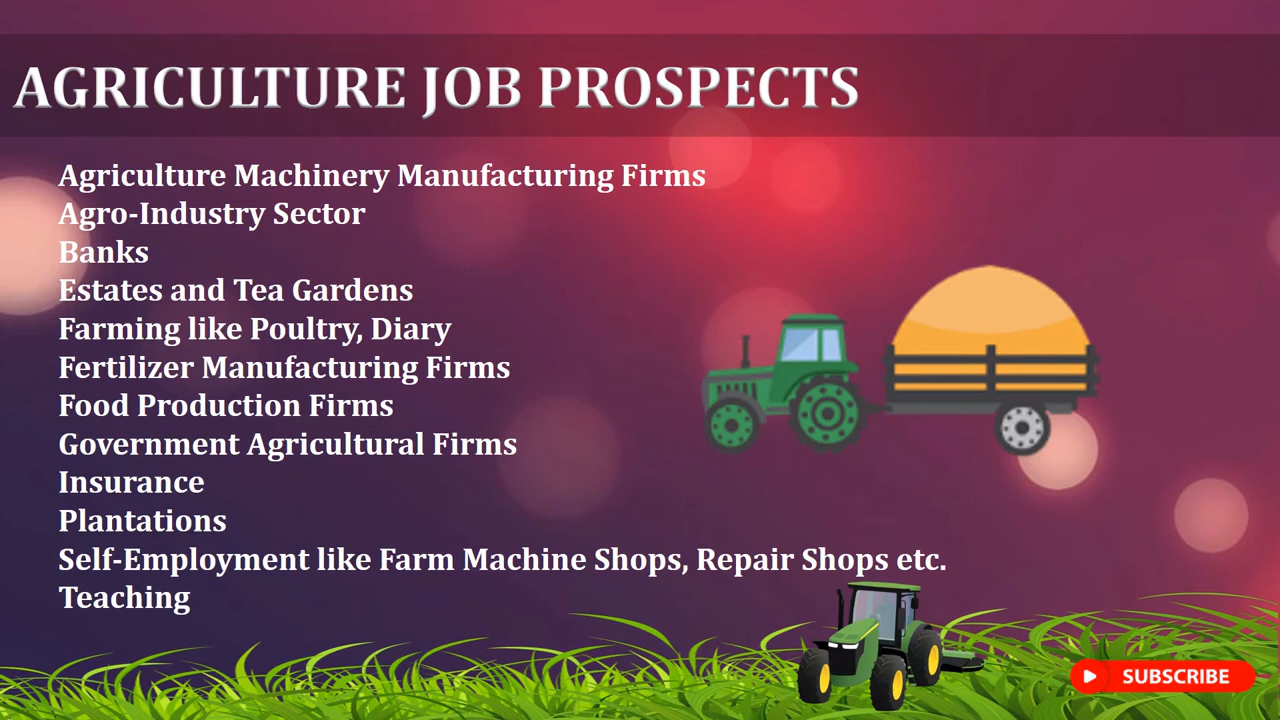 AGRICULTURE JOB PROSPECTS
Agriculture Machinery Manufacturing Firms
Agro-Industry Sector
Banks
Estates and Tea Gardens
Farming like Poultry, Diary
Fertilizer Manufacturing Firms
Food Production Firms
Government Agricultural Firms
Insurance
Plantations
Self-Employment like Farm Machine Shops, Repair Shops etc.
Teaching
SUBSCRIBE